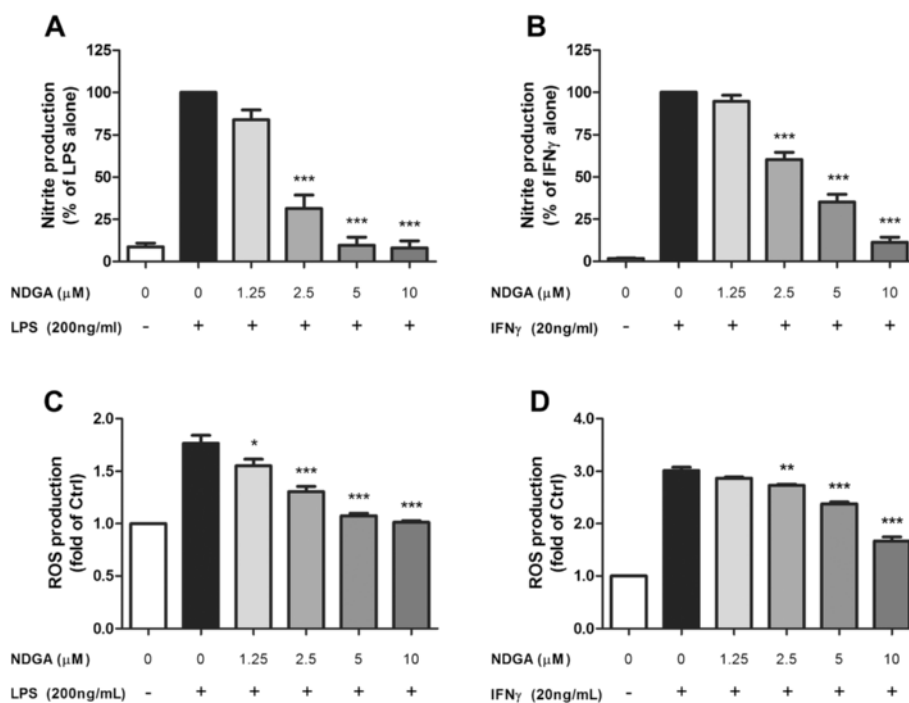 A
Nitrite production
(% of LPS alone)
125
100
75
50
25
0
***
***
***
NDGA (μM) 0 0 1.25 2.5 5 10
LPS (200ng/ml) - + + + + +
B
Nitrite production
(% of IFNγ alone)
125
100
75
50
25
0
***
***
***
NDGA (μM) 0 0 1.25 2.5 5 10
IFNγ (20ng/ml) - + + + + +
C
ROS production
(fold of Ctrl)
2.0
1.5
1.0
0.5
0.0
*
***
***
***
NDGA (μM) 0 0 1.25 2.5 5 10
LPS (200ng/mL) - + + + + +
D
ROS production
(fold of Ctrl)
4.0
3.0
2.0
1.0
0.0
**
***
***
NDGA (μM) 0 0 1.25 2.5 5 10
IFNγ (20ng/mL) - + + + + +